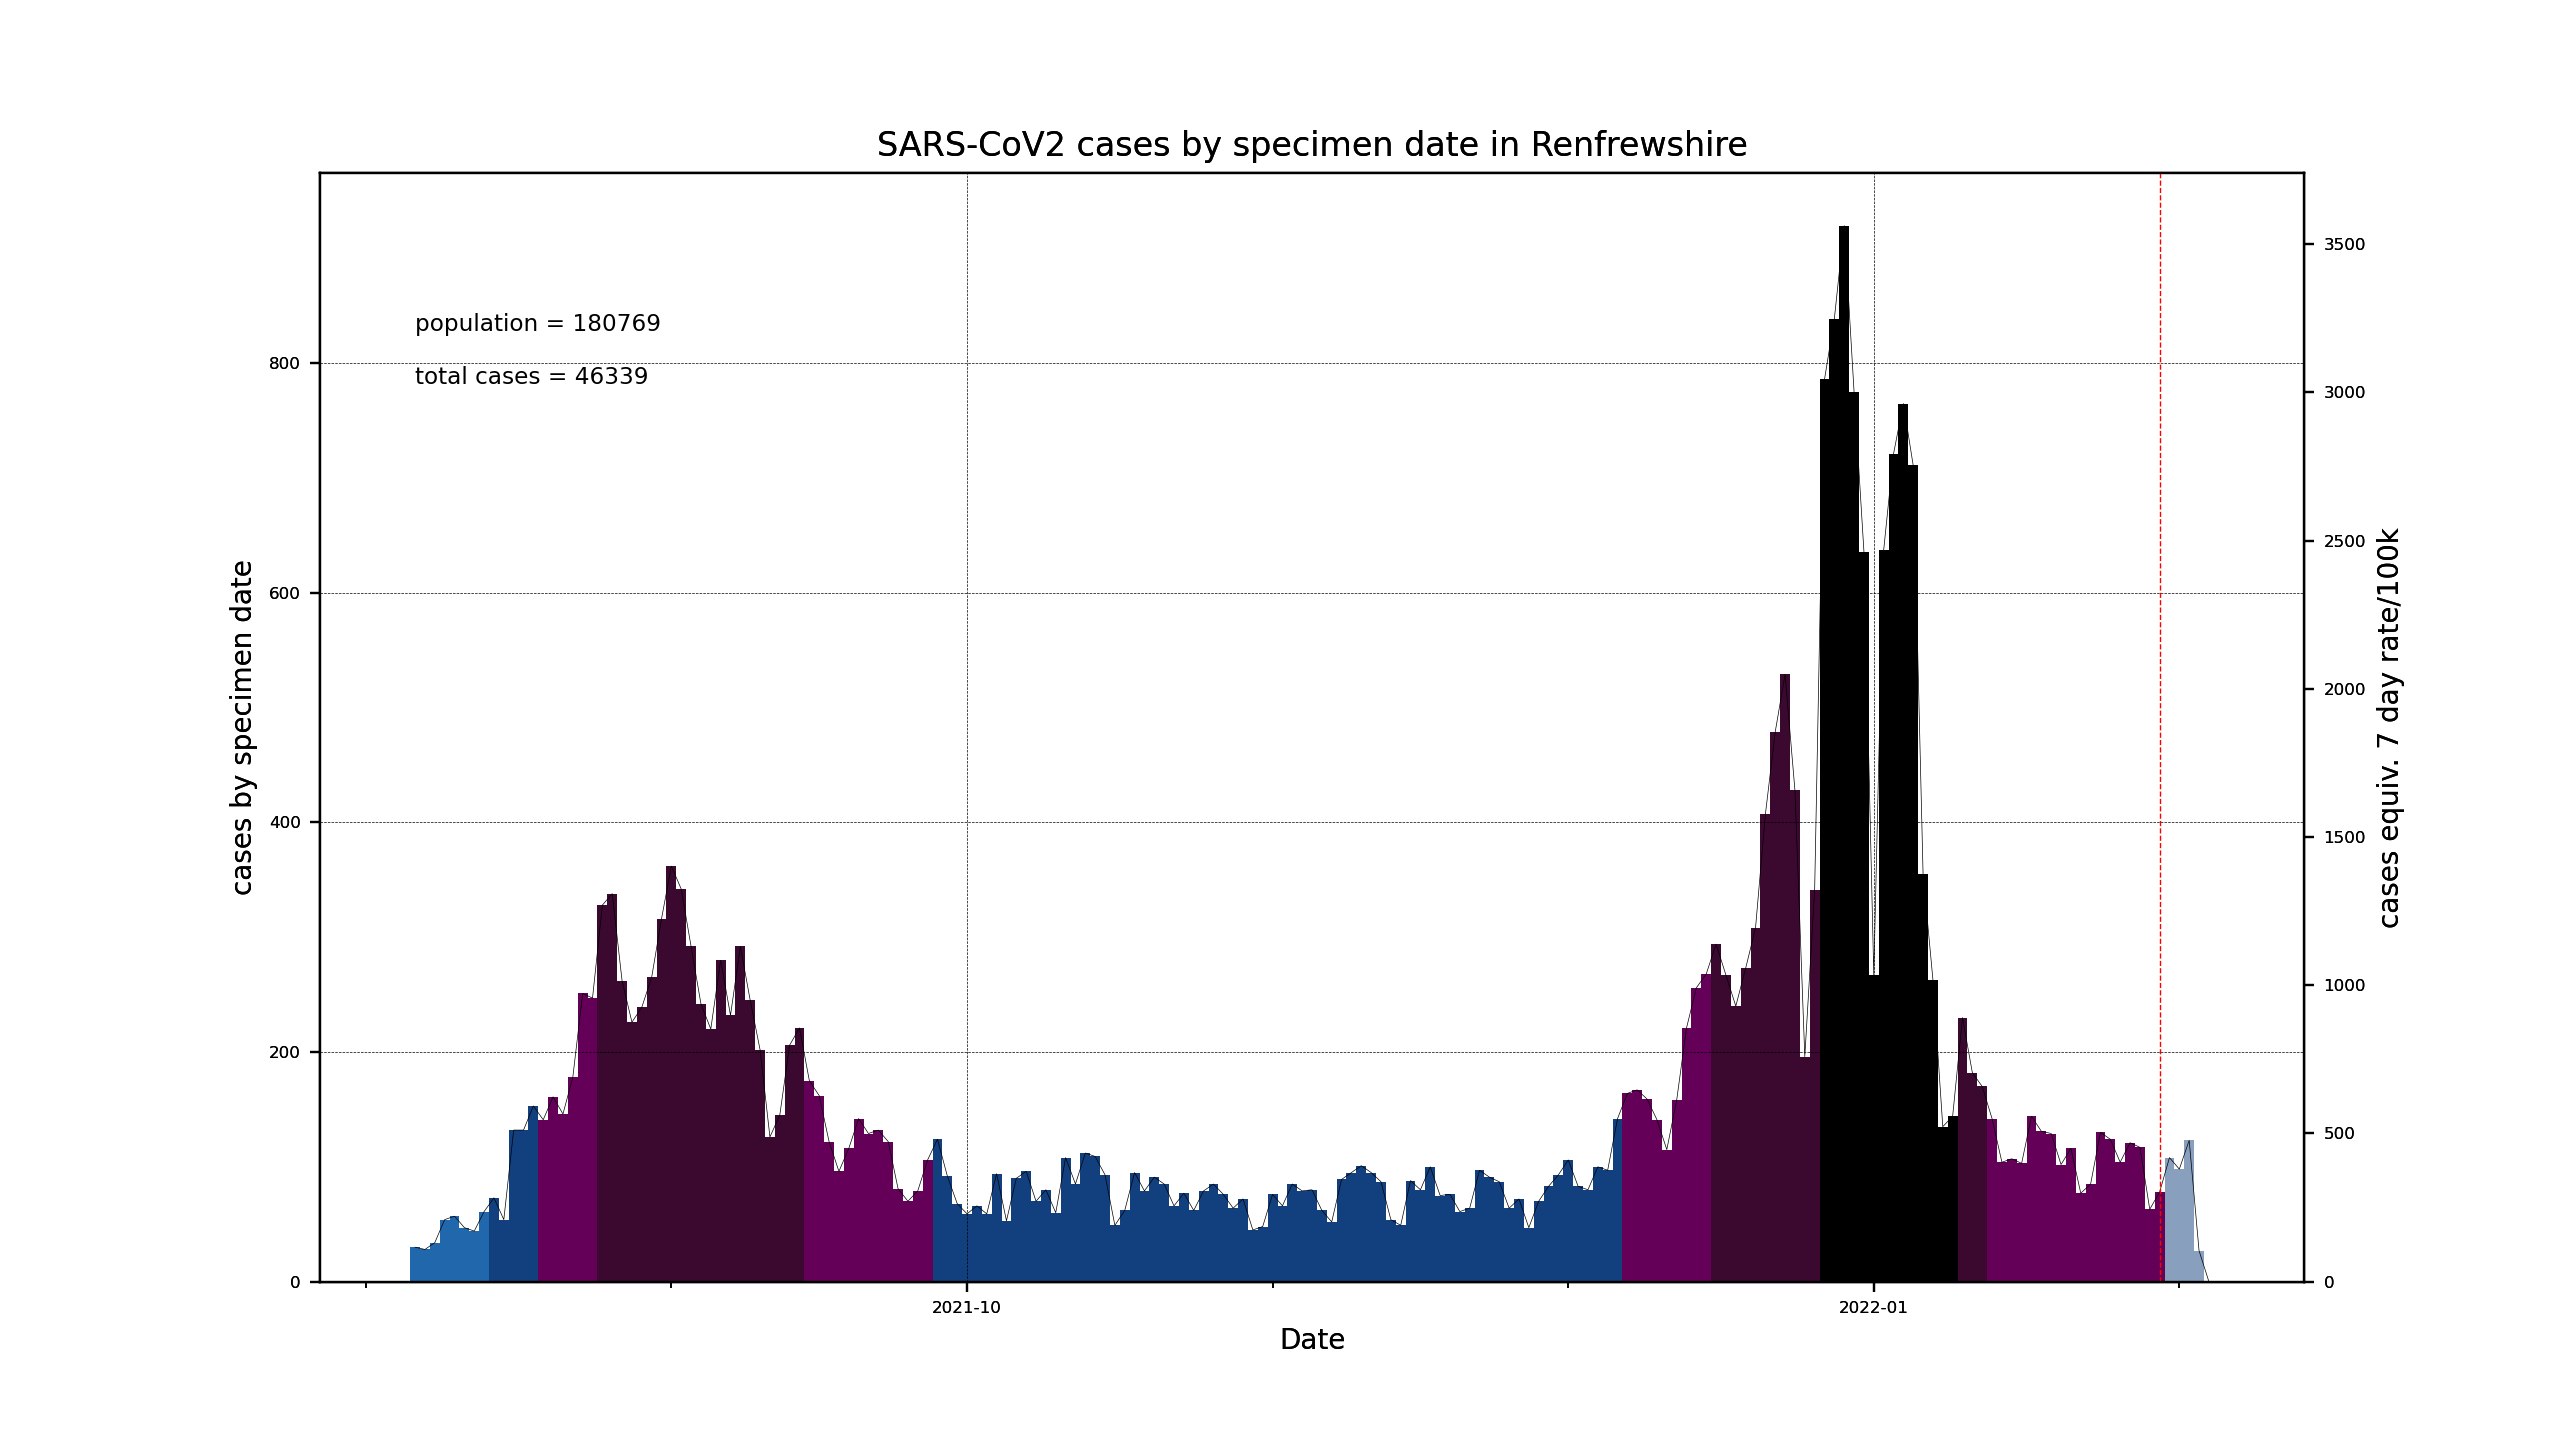 SARS-CoV2 cases by specimen date in Renfrewshire
population = 180769
total cases = 46339
cases by specimen date
800
600
400
200
0
3500
3000
2500
2000
1500
1000
500
0
cases equiv. 7 day rate/100k
2021-10
2022-01
Date